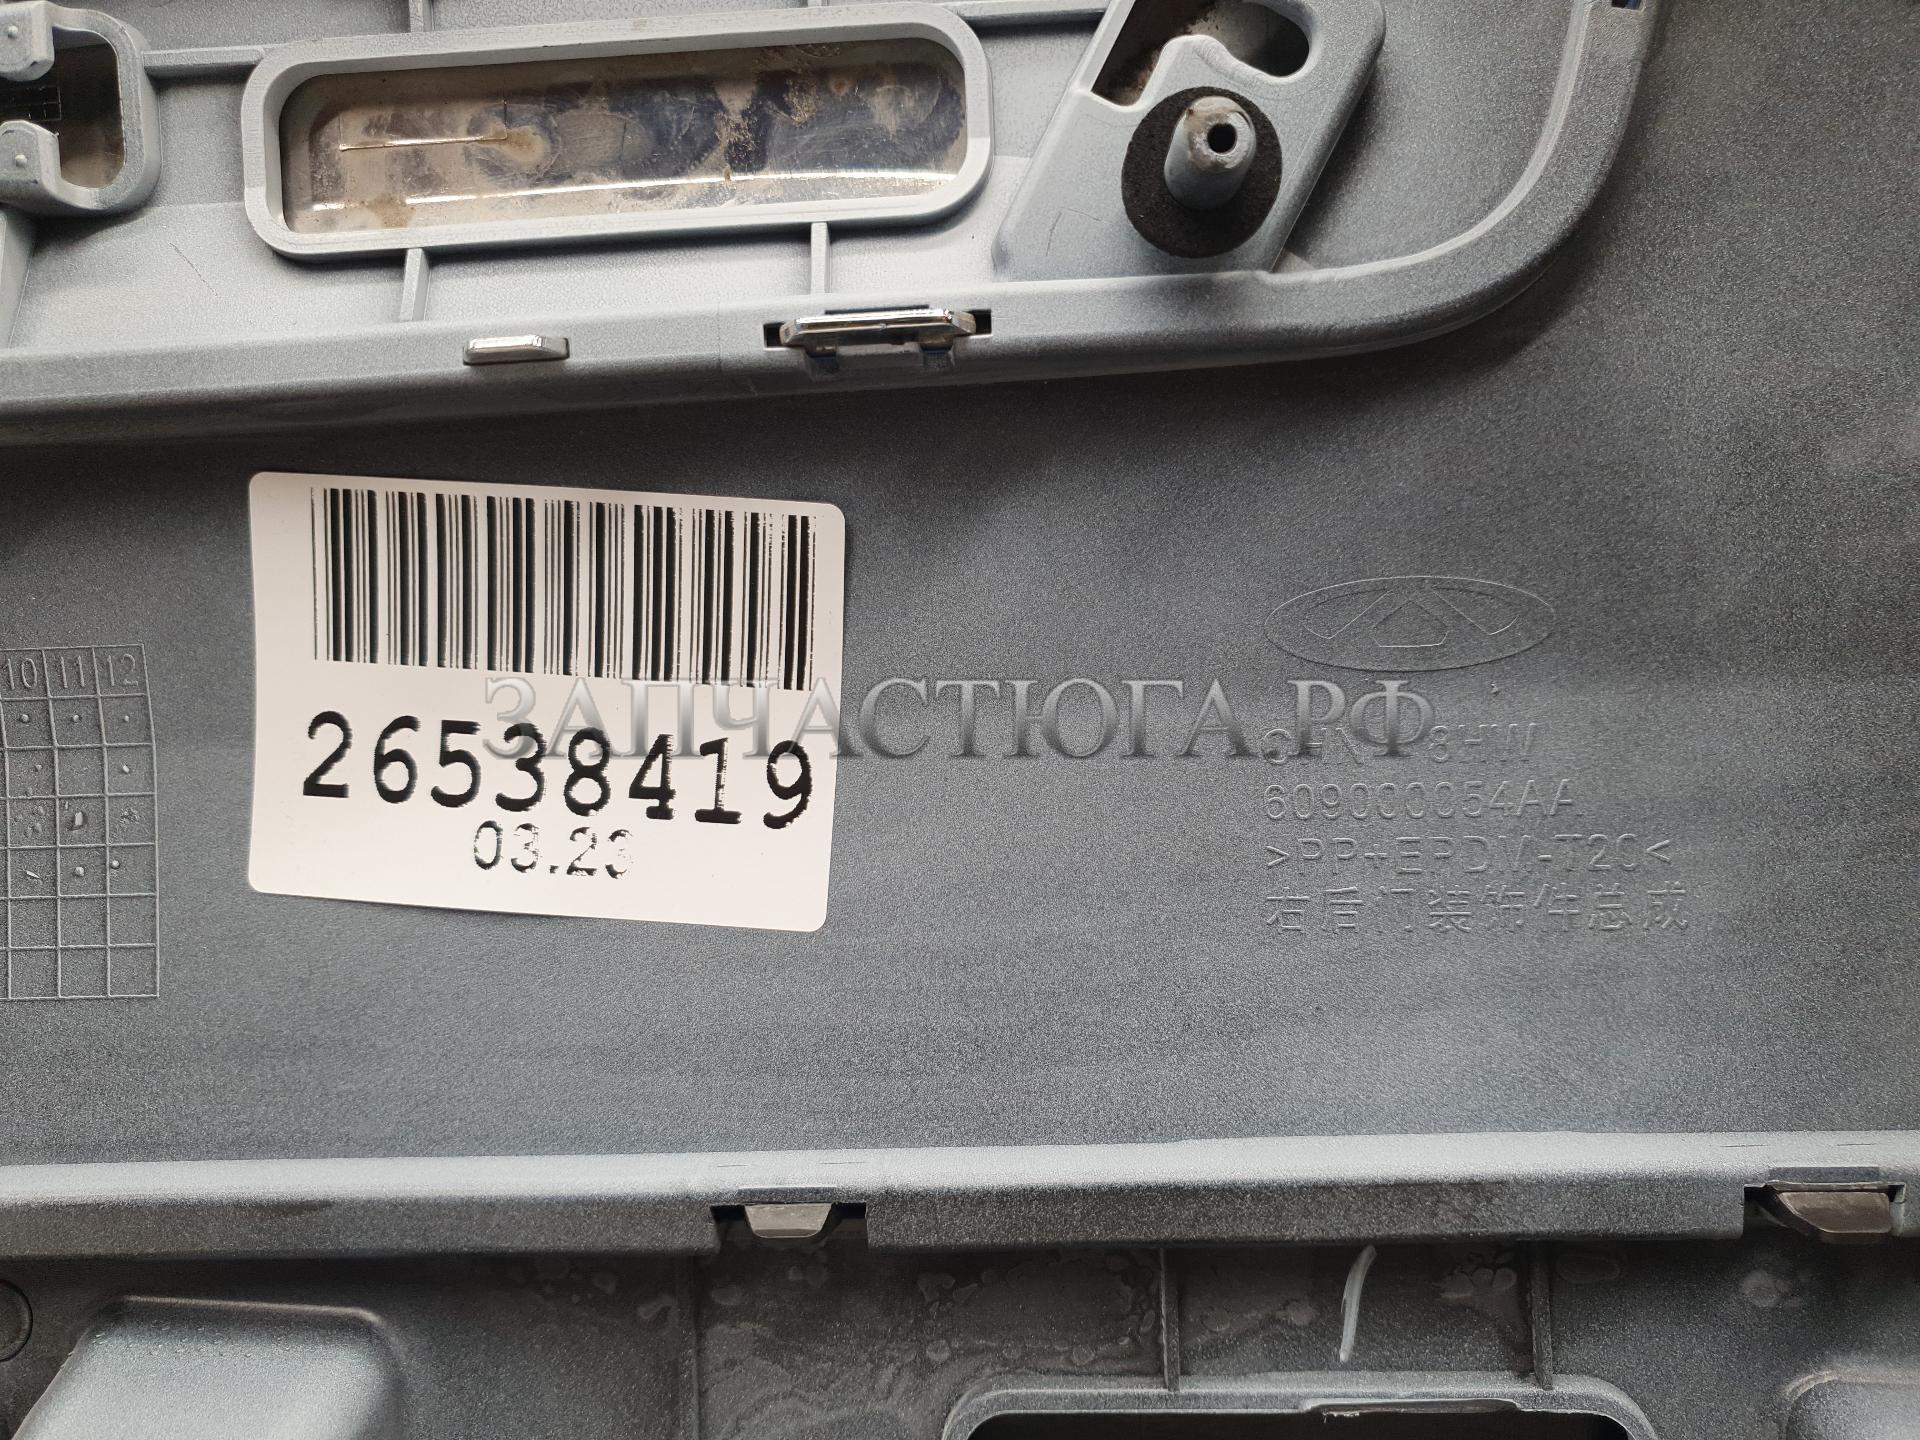 10 11 12
26538419
03.23
ЗАПЧАСТЮГА.РФ
609000054AA
>PP+EPDM-T20<
右后门装饰件总成